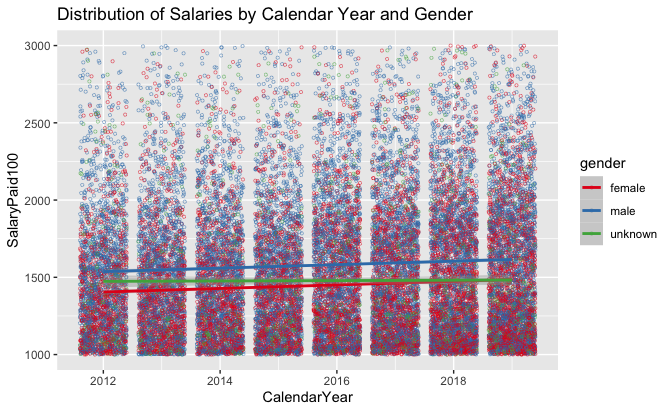 Distribution of Salaries by Calendar Year and Gender
SalaryPaid100
3000
2500
2000
1500
1000
2012
2014
2016
2018
CalendarYear
gender
female
male
unknown